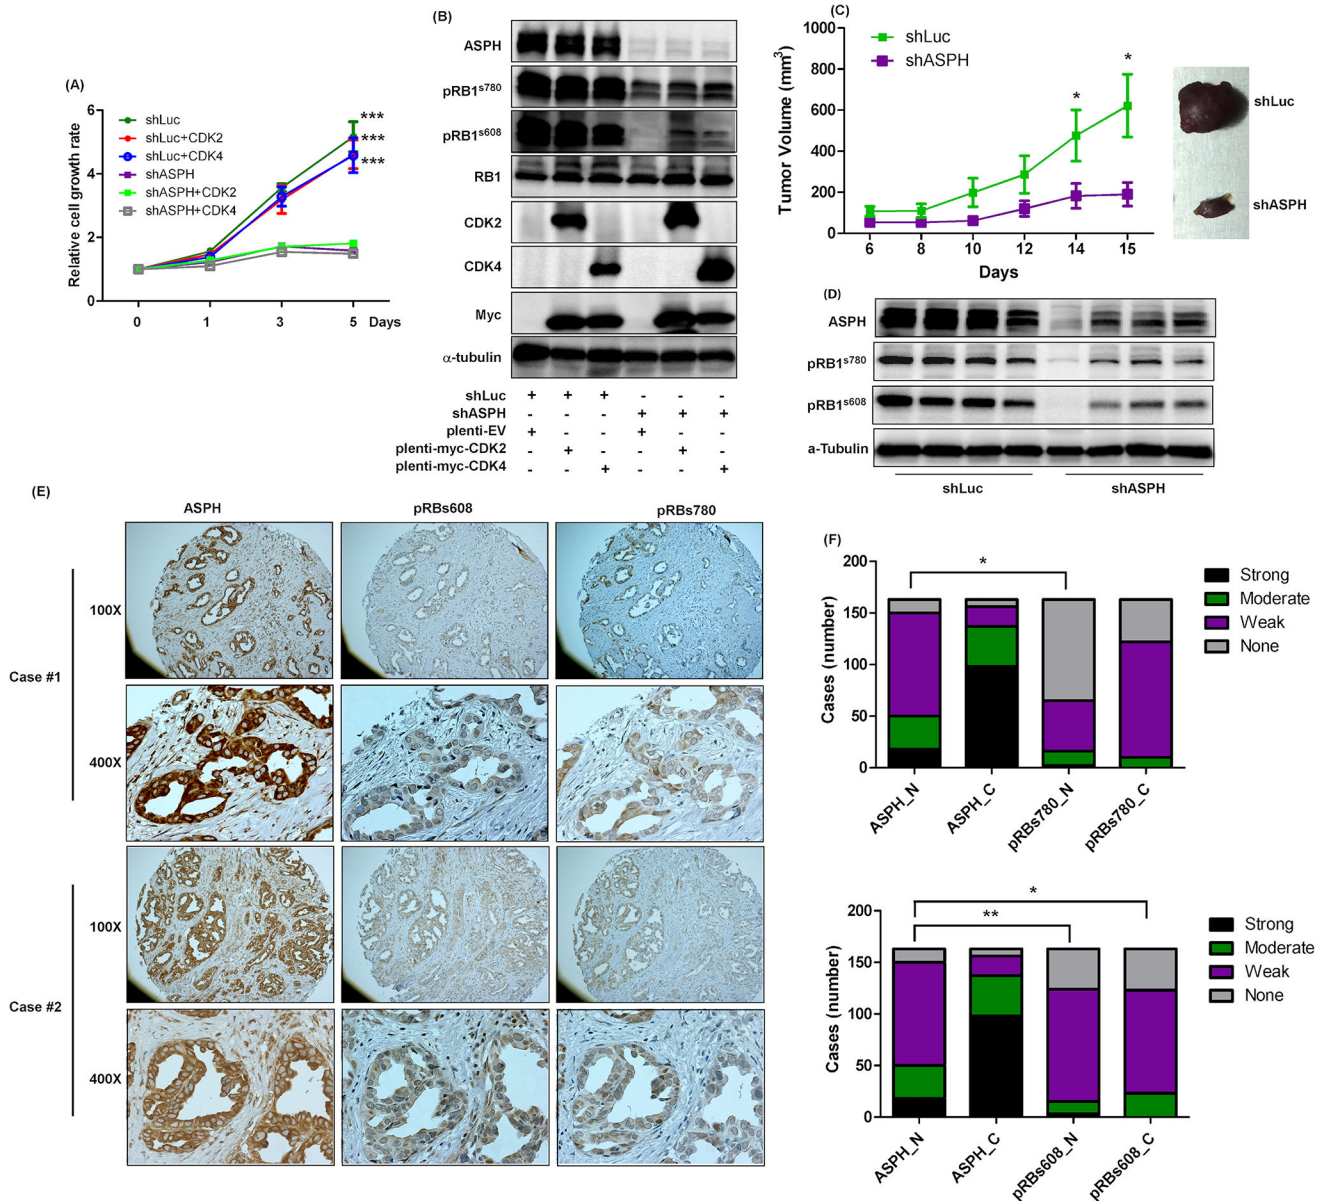 (A)
Relative cell growth rate
6
4
2
0
shLuc
shLuc+CDK2
shLuc+CDK4
shASPH
shASPH+CDK2
shASPH+CDK4
***
***
***
0 1 3 5 Days
(B)
ASPH
pRB1s780
pRB1s608
RB1
CDK2
CDK4
Myc
α-tubulin
shLuc + + + - - -
shASPH - - - + + +
plenti-EV + - - + - -
plenti-myc-CDK2 - + - - + -
plenti-myc-CDK4 - - + - - +
(C)
Tumor Volume (mm3)
1000
800
600
400
200
0
shLuc
shASPH
* *
6 8 10 12 14 15
Days
shLuc
shASPH
(D)
ASPH
pRB1s780
pRB1s608
a-Tubulin
shLuc shASPH
(E)
ASPH pRBs608 pRBs780
Case #1
100X
400X
Case #2
100X
400X
(F)
Cases (number)
200
150
100
50
0
*
Strong
Moderate
Weak
None
ASPH_N ASPH_C pRBs780_N pRBs780_C
Cases (number)
200
150
100
50
0
*
**
Strong
Moderate
Weak
None
ASPH_N ASPH_C pRBs608_N pRBs608_C